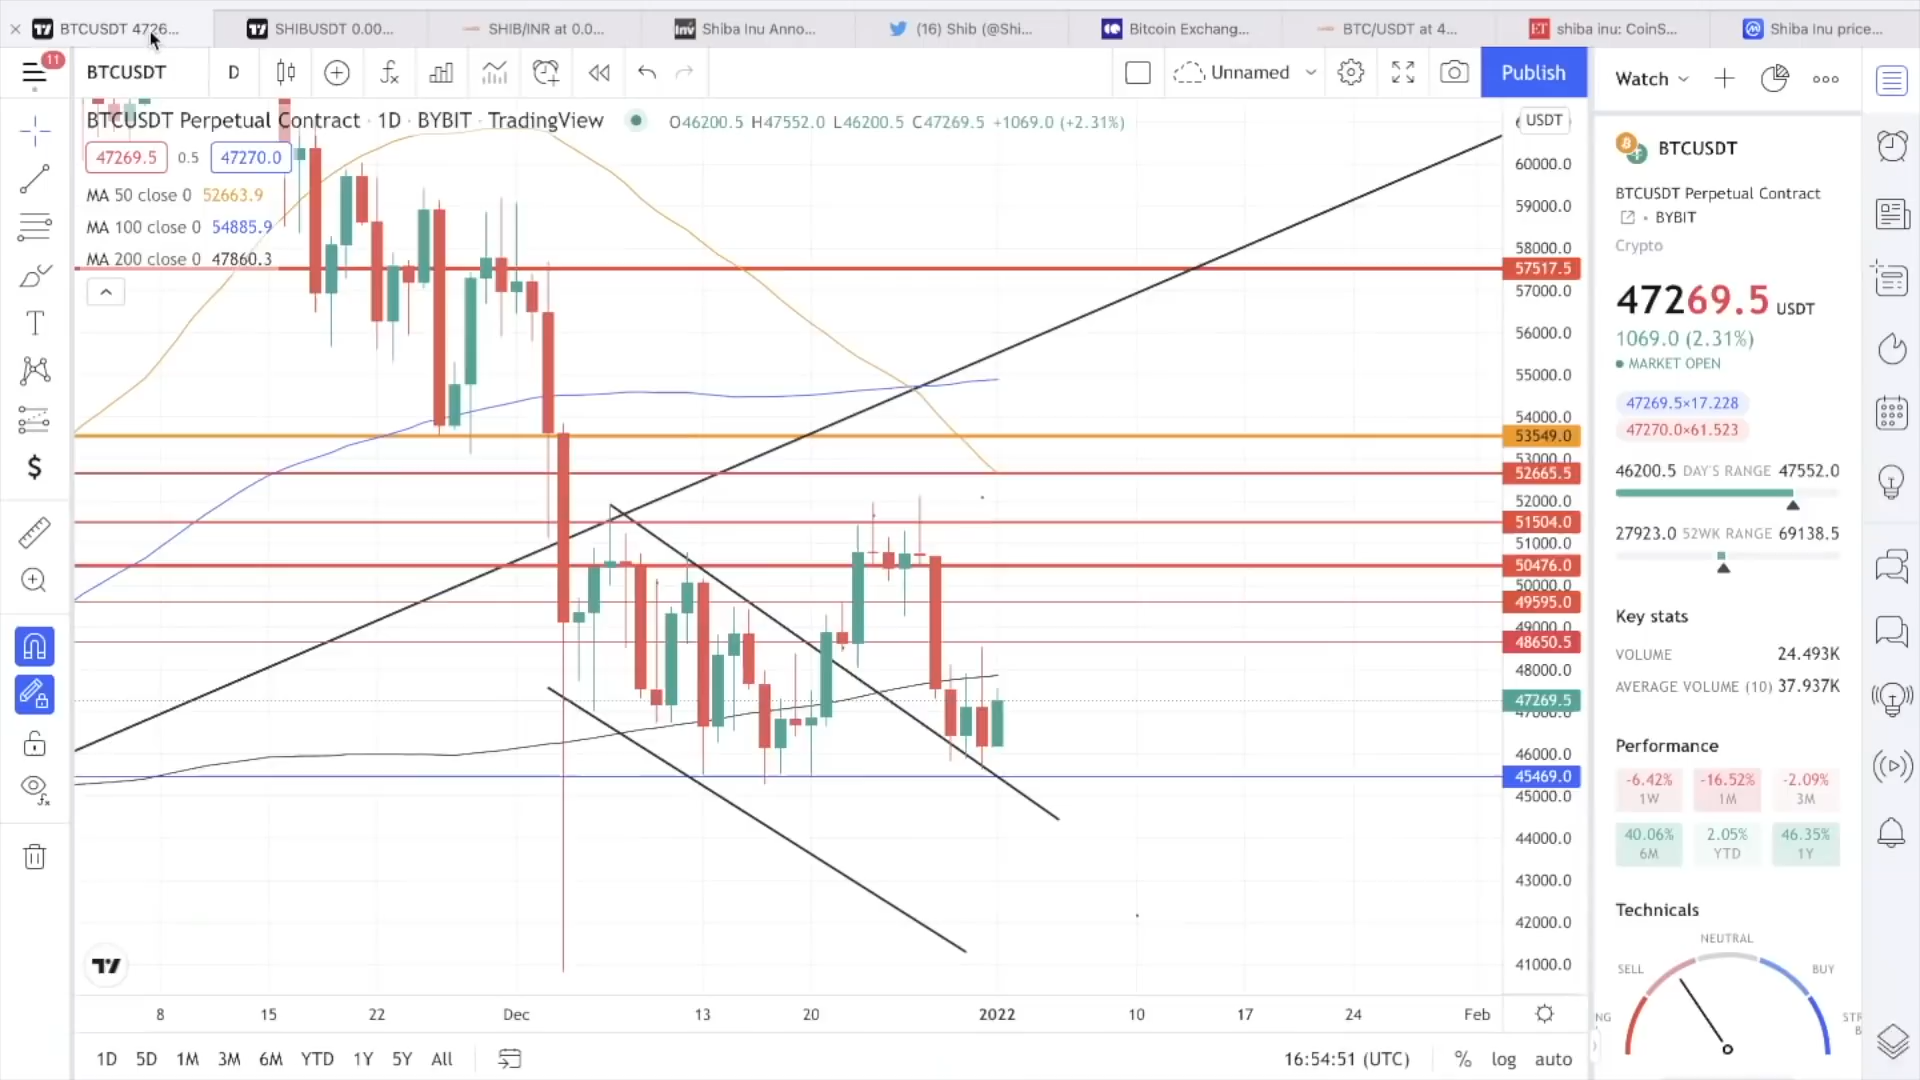 BTCUSDT 4726...
SHIBUSDT 0.00...
SHIB/INR at 0.0...
Shiba Inu Anno...
(16) Shib (@Shi...
Bitcoin Exchang...
BTC/USDT at 4...
shiba inu: CoinS...
Shiba Inu price...
11
BTCUSDT
D
Unnamed
Publish
Watch
BTCUSDT Perpetual Contract · 1D · BYBIT · TradingView
O46200.5 H47552.0 L46200.5 C47269.5 +1069.0 (+2.31%)
USDT
47269.5
0.5
47270.0
MA 50 close 0 52663.9
MA 100 close 0 54885.9
MA 200 close 0 47860.3
60000.0
59000.0
58000.0
57517.5
57000.0
56000.0
55000.0
54000.0
53549.0
53000.0
52665.5
52000.0
51504.0
51000.0
50476.0
50000.0
49595.0
49000.0
48650.5
48000.0
47269.5
47000.0
46000.0
45469.0
45000.0
44000.0
43000.0
42000.0
41000.0
8
15
22
Dec
13
20
2022
10
17
24
Feb
1D
5D
1M
3M
6M
YTD
1Y
5Y
All
16:54:51 (UTC)
%
log
auto
BTCUSDT
BTCUSDT Perpetual Contract
• BYBIT
Crypto
47269.5 USDT
1069.0 (2.31%)
MARKET OPEN
47269.5×17.228
47270.0×61.523
46200.5 DAY'S RANGE 47552.0
27923.0 52WK RANGE 69138.5
Key stats
VOLUME 24.493K
AVERAGE VOLUME (10) 37.937K
Performance
-6.42%
1W
-16.52%
1M
-2.09%
3M
40.06%
6M
2.05%
YTD
46.35%
1Y
Technicals
NEUTRAL
SELL
BUY
NG
STR
B